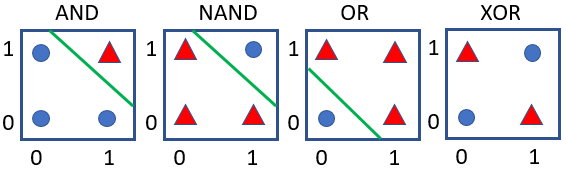 AND NAND OR XOR
1 1 1 1
0 0 0 0
0 1 0 1 0 1 0 1